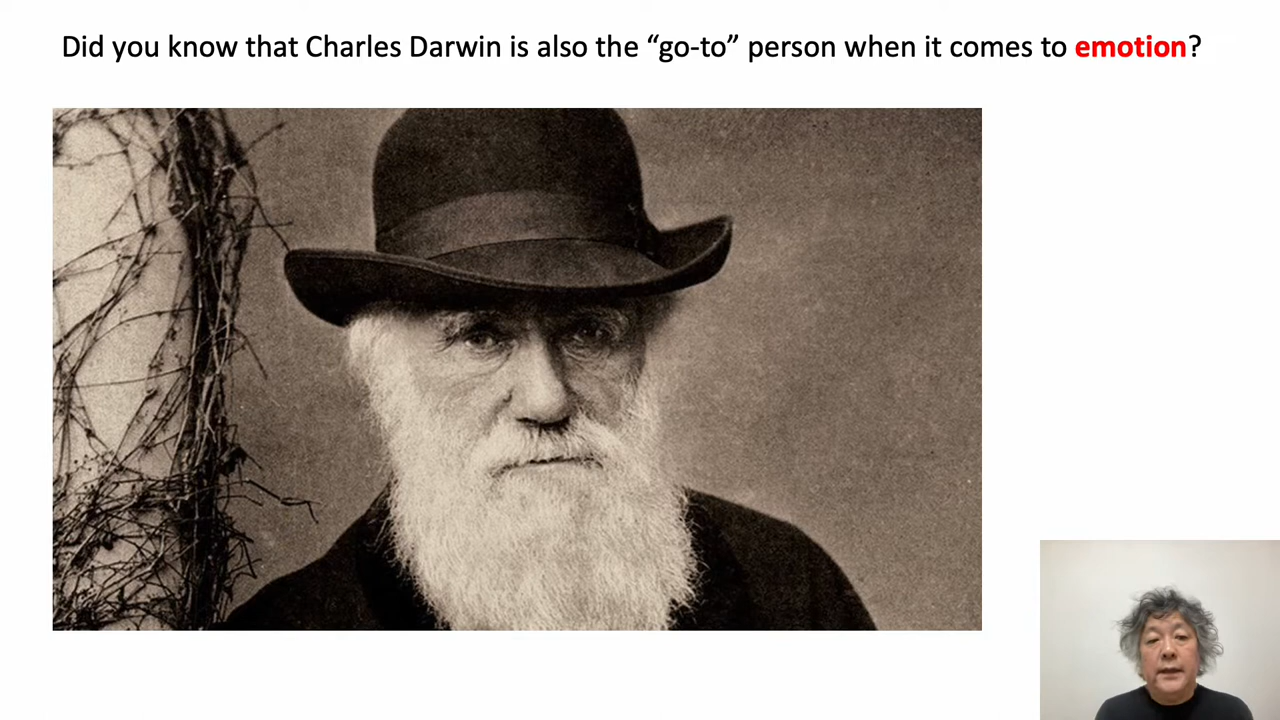 Did you know that Charles Darwin is also the “go-to” person when it comes to emotion?